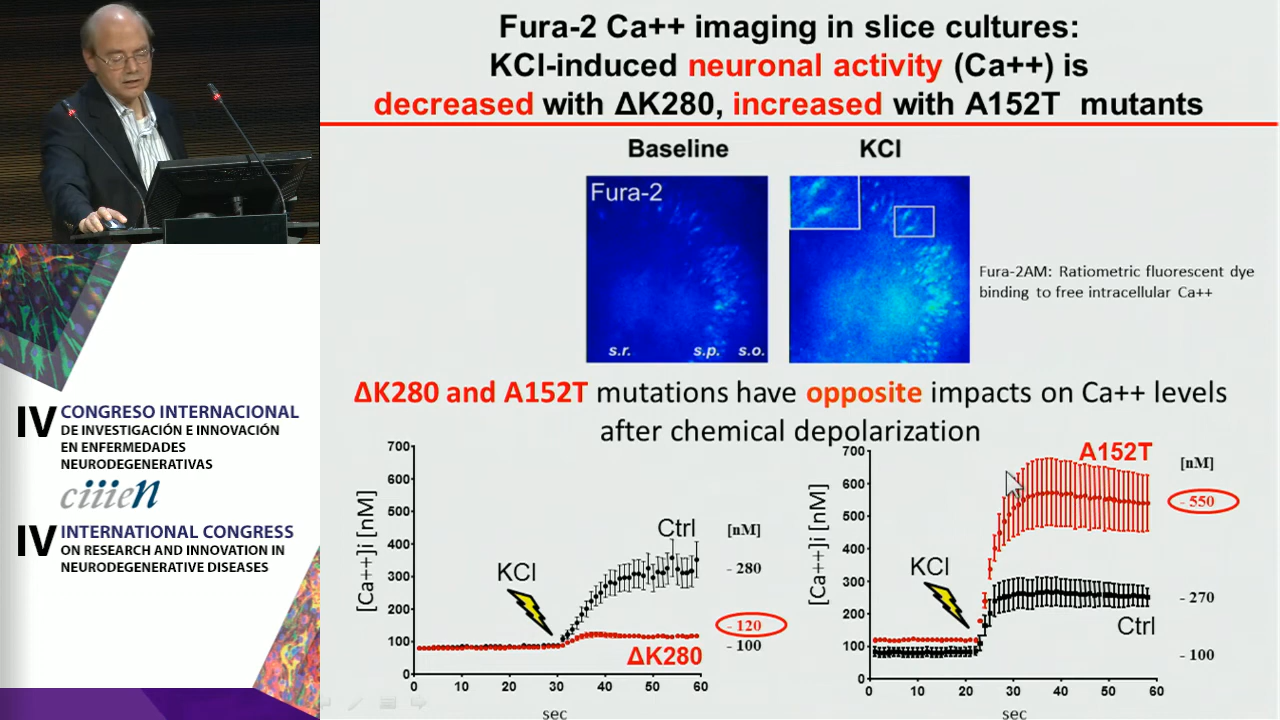 Fura-2 Ca++ imaging in slice cultures:
KCl-induced neuronal activity (Ca++) is
decreased with ΔK280, increased with A152T mutants
Baseline
KCl
Fura-2
s.r. s.p. s.o.
Fura-2AM: Ratiometric fluorescent dye
binding to free intracellular Ca++
ΔK280 and A152T mutations have opposite impacts on Ca++ levels
after chemical depolarization
[Ca++]i [nM]
700
600
500
400
300
200
100
0
0 10 20 30 40 50 60
sec
KCl
Ctrl
ΔK280
[nM]
- 280
- 120
- 100
[Ca++]i [nM]
700
600
500
400
300
200
100
0
0 10 20 30 40 50 60
sec
KCl
A152T
Ctrl
[nM]
- 550
- 270
- 100
IV CONGRESO INTERNACIONAL
DE INVESTIGACIÓN E INNOVACIÓN
EN ENFERMEDADES
NEURODEGENERATIVAS
ciiien
IV INTERNATIONAL CONGRESS
ON RESEARCH AND INNOVATION IN
NEURODEGENERATIVE DISEASES